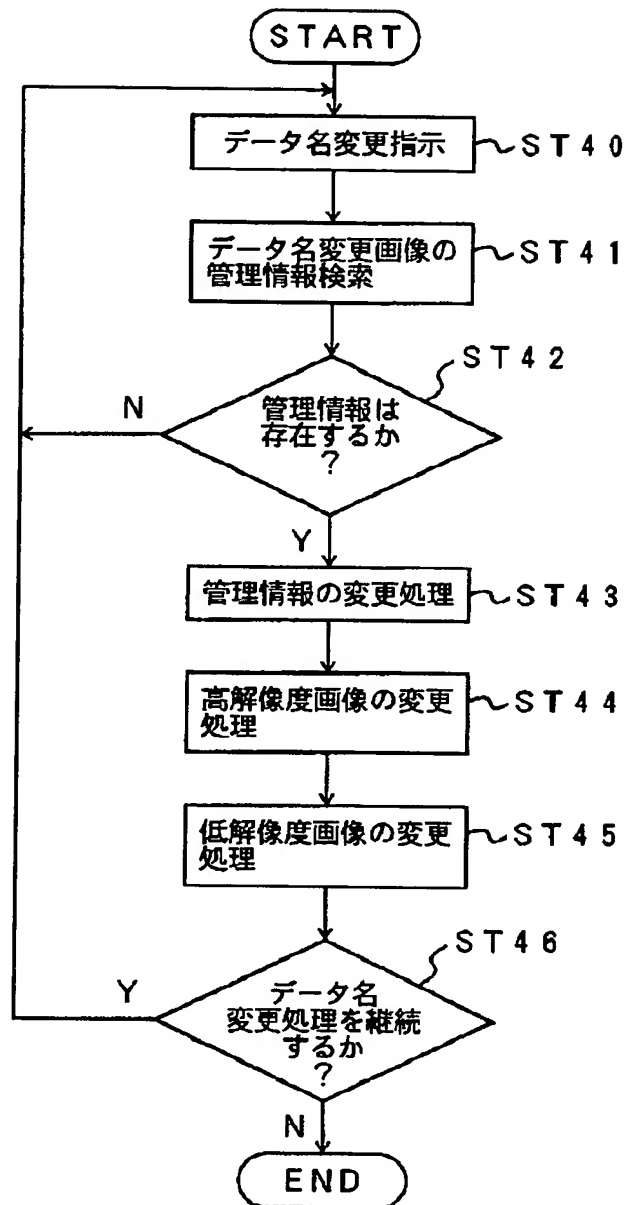 START
データ名変更指示
ST40
データ名変更画像の
管理情報検索
ST41
ST42
N
管理情報は
存在するか
?
Y
管理情報の変更処理
ST43
高解像度画像の変更
処理
ST44
低解像度画像の変更
処理
ST45
ST46
Y
データ名
変更処理を継続
するか
?
N
END